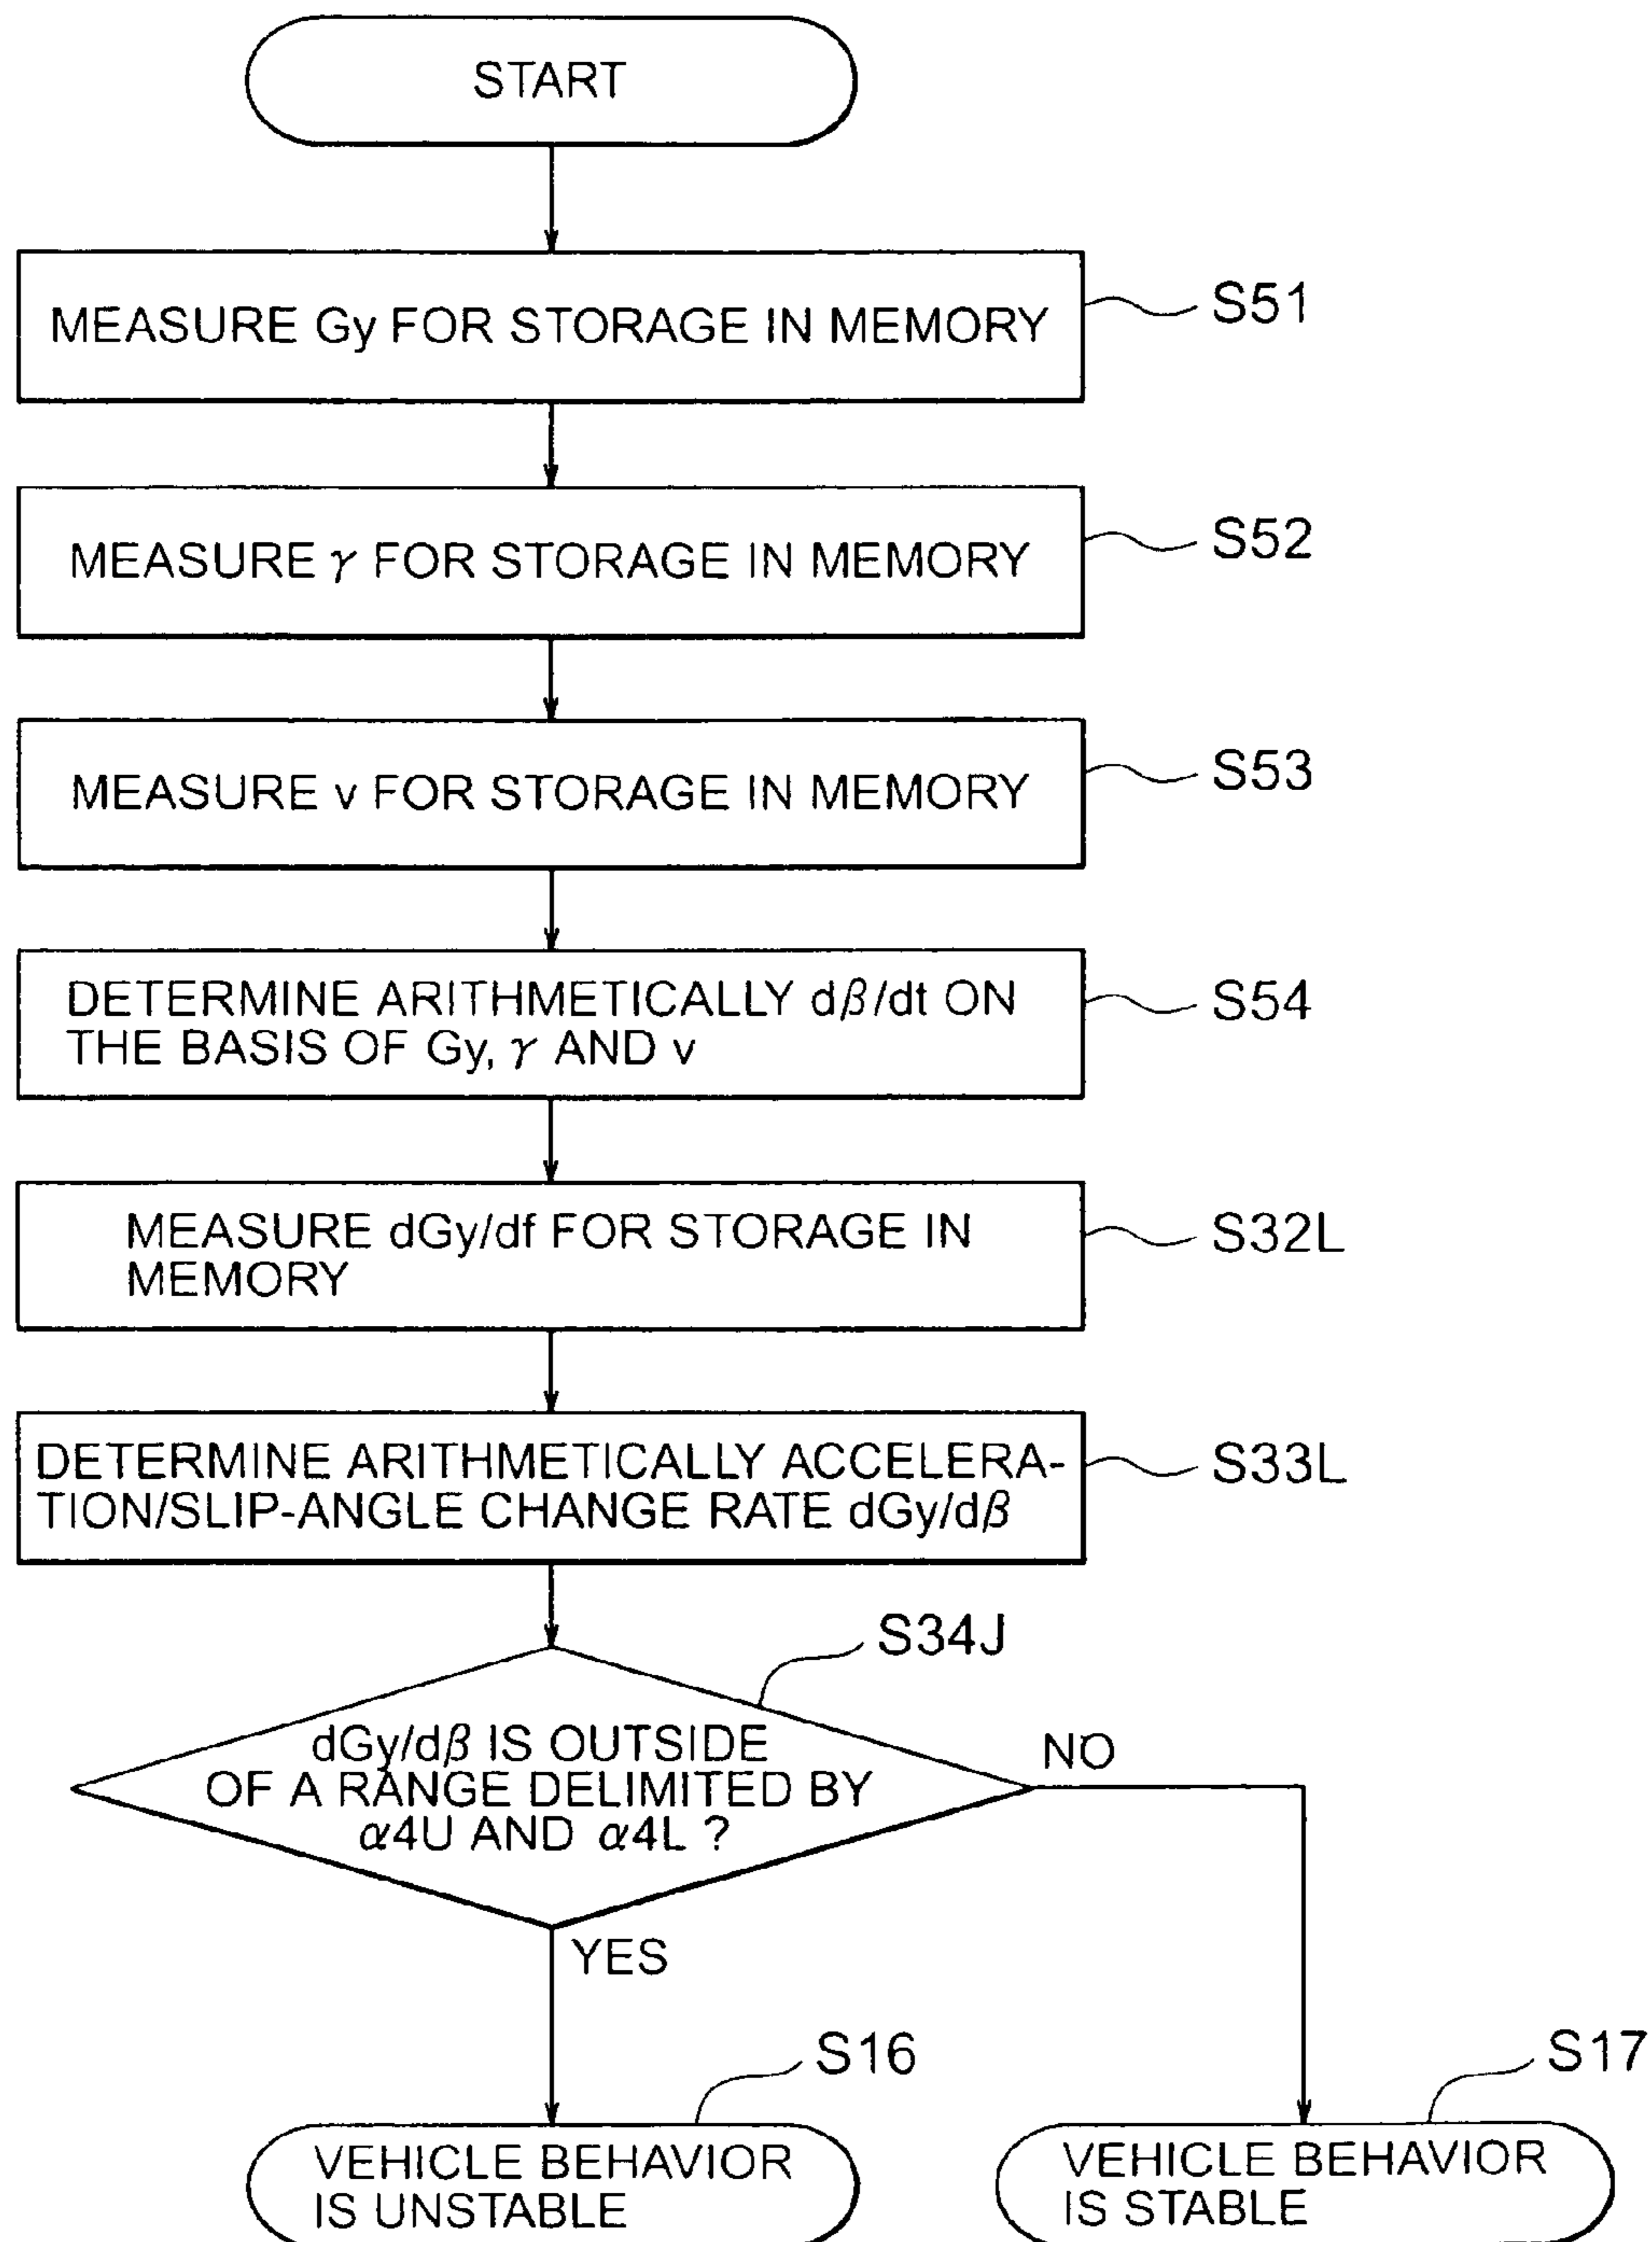 START
MEASURE Gy FOR STORAGE IN MEMORY
S51
MEASURE γ FOR STORAGE IN MEMORY
S52
MEASURE v FOR STORAGE IN MEMORY
S53
DETERMINE ARITHMETICALLY dβ/dt ON
THE BASIS OF Gy, γ AND v
S54
MEASURE dGy/df FOR STORAGE IN
MEMORY
S32L
DETERMINE ARITHMETICALLY ACCELERA-
TION/SLIP-ANGLE CHANGE RATE dGy/dβ
S33L
S34J
dGy/dβ IS OUTSIDE
OF A RANGE DELIMITED BY
α4U AND α4L ?
NO
YES
S16
VEHICLE BEHAVIOR
IS UNSTABLE
S17
VEHICLE BEHAVIOR
IS STABLE